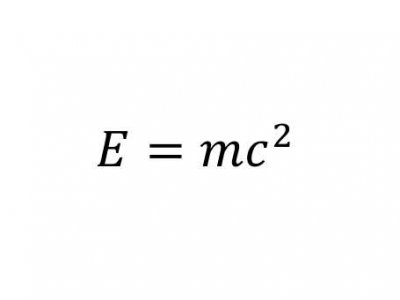 E = mc²